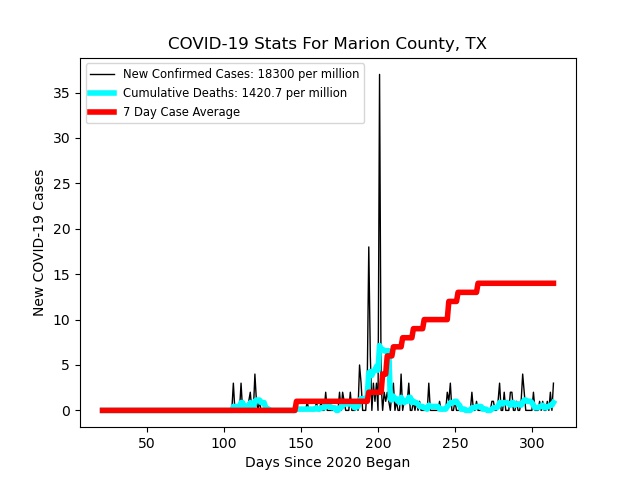 COVID-19 Stats For Marion County, TX
New Confirmed Cases: 18300 per million
Cumulative Deaths: 1420.7 per million
7 Day Case Average
New COVID-19 Cases
35
30
25
20
15
10
5
0
50 100 150 200 250 300
Days Since 2020 Began